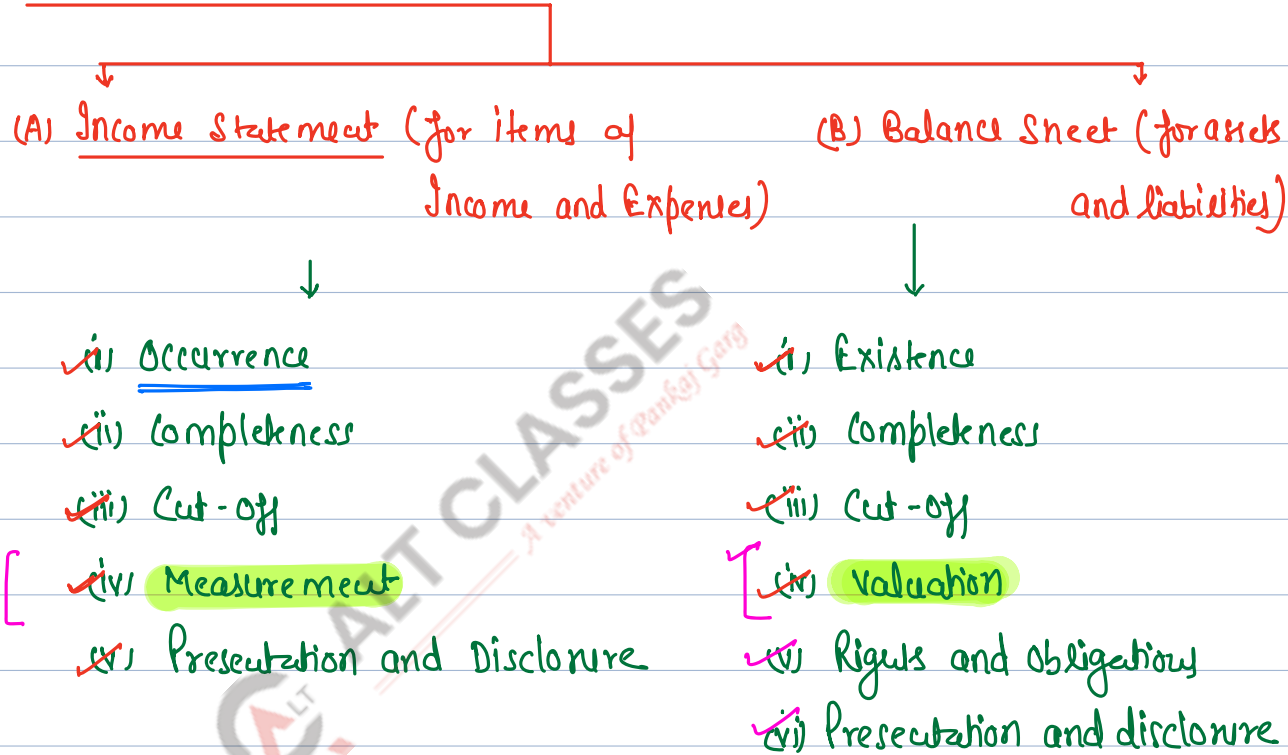 (A) Income Statement (for items of
Income and Expenses)
(B) Balance Sheet (for assets
and liabilities)
(i) Occurrence
(ii) Completeness
(iii) Cut-off
(iv) Measurement
(v) Presentation and Disclosure
(i) Existence
(ii) Completeness
(iii) Cut-off
(iv) Valuation
(v) Rights and obligations
(vi) Presentation and disclosure
ALT CLASSES
A venture of Pankaj Garg
ALT